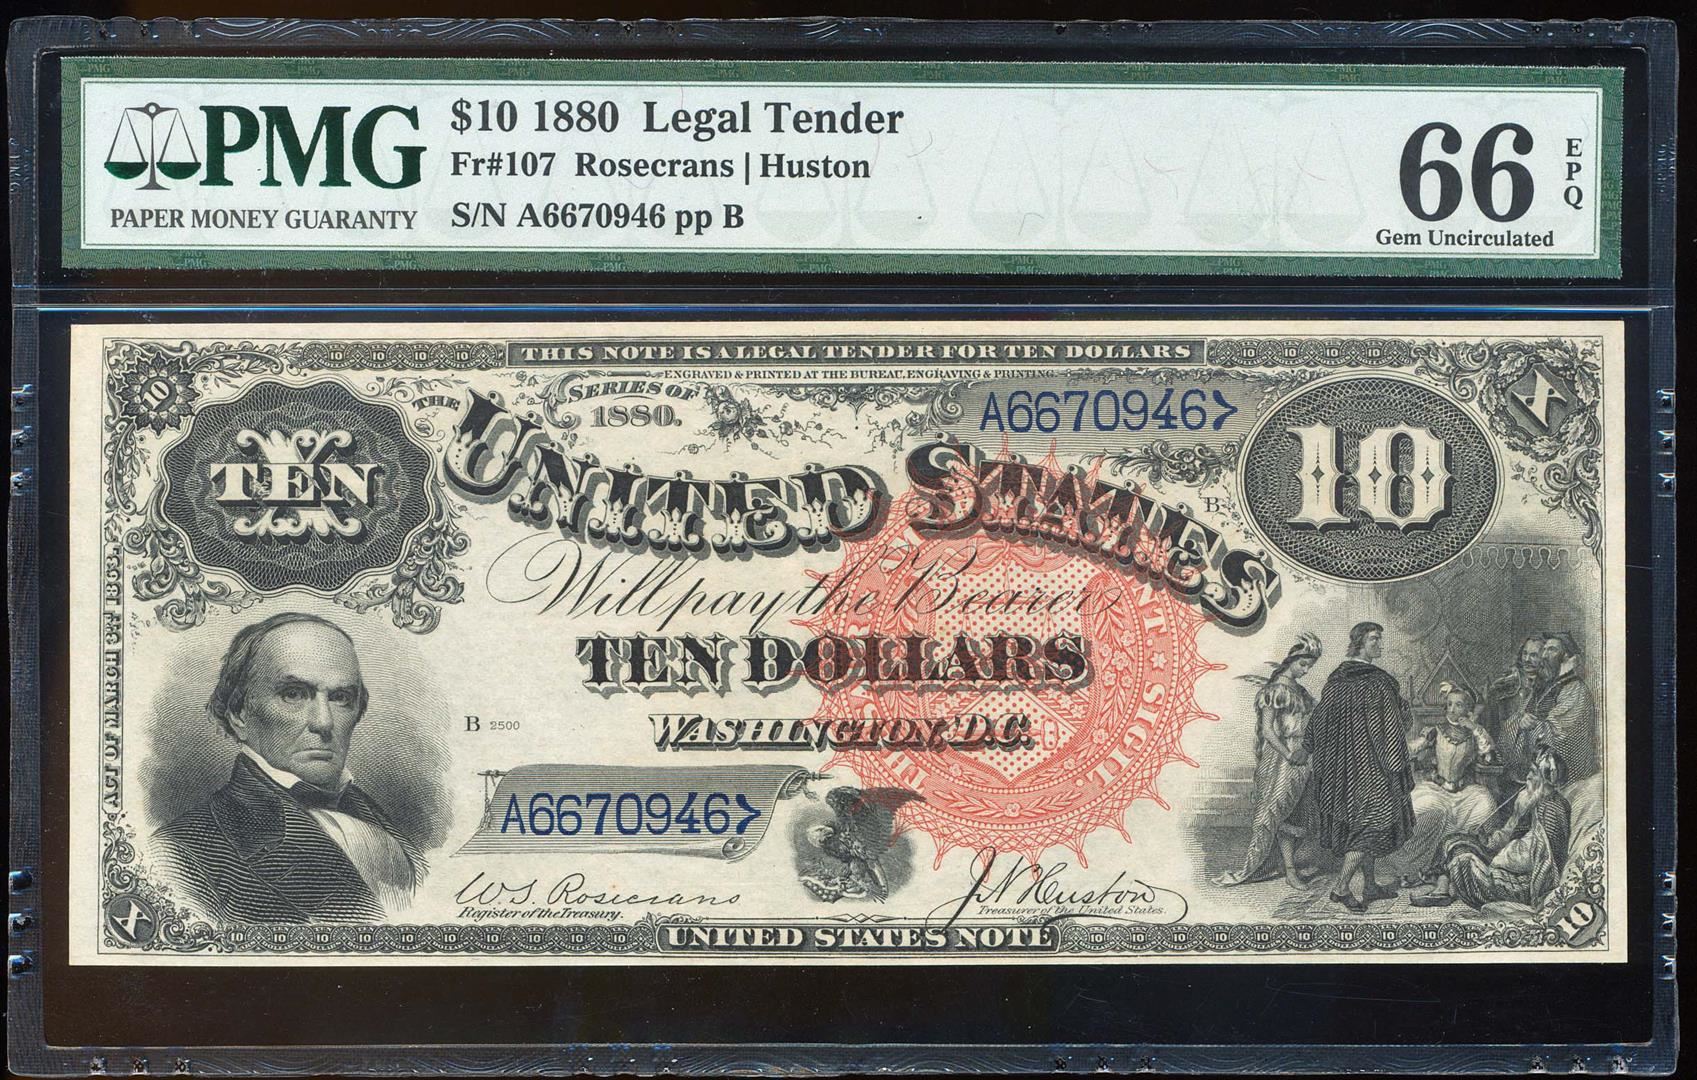 PMG
PAPER MONEY GUARANTY
$10 1880 Legal Tender
Fr#107 Rosecrans | Huston
S/N A6670946 pp B
66
EPQ
Gem Uncirculated
THIS NOTE IS A LEGAL TENDER FOR TEN DOLLARS
ENGRAVED & PRINTED AT THE BUREAU, ENGRAVING & PRINTING.
10
SERIES OF
1880.
A6670946
X
TEN
THE
UNITED STATES
B
10
ACT OF MARCH 3rd 1863.
Will pay the Bearer
TEN DOLLARS
B 2500
WASHINGTON, D.C.
A6670946
W.S. Rosecrans
Register of the Treasury.
J N Huston
Treasurer of the United States.
X
UNITED STATES NOTE
10